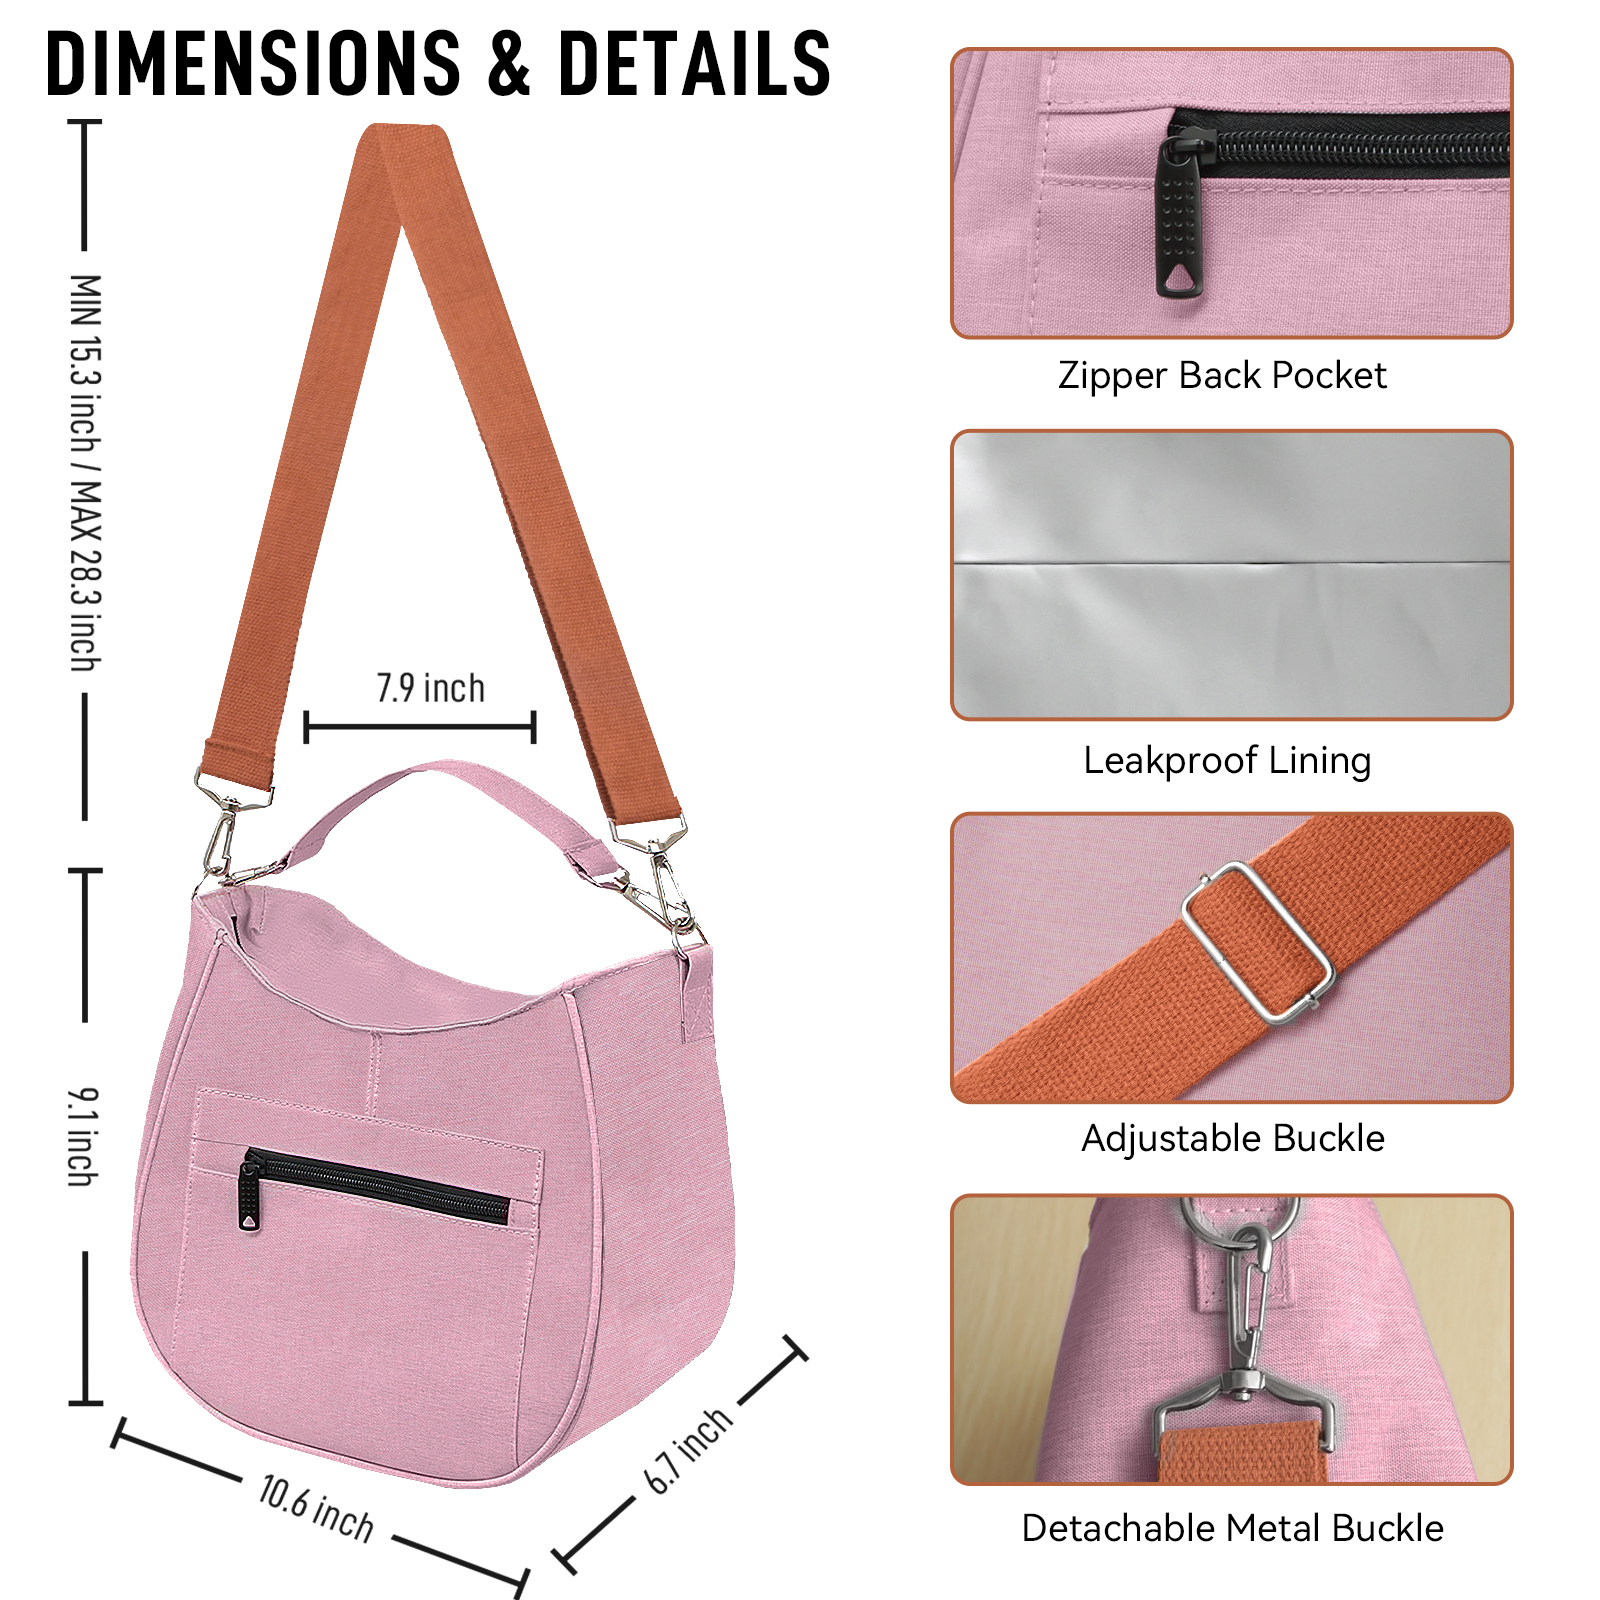 DIMENSIONS & DETAILS
MIN 15.3 inch / MAX 28.3 inch
7.9 inch
9.1 inch
10.6 inch
6.7 inch
Zipper Back Pocket
Leakproof Lining
Adjustable Buckle
Detachable Metal Buckle